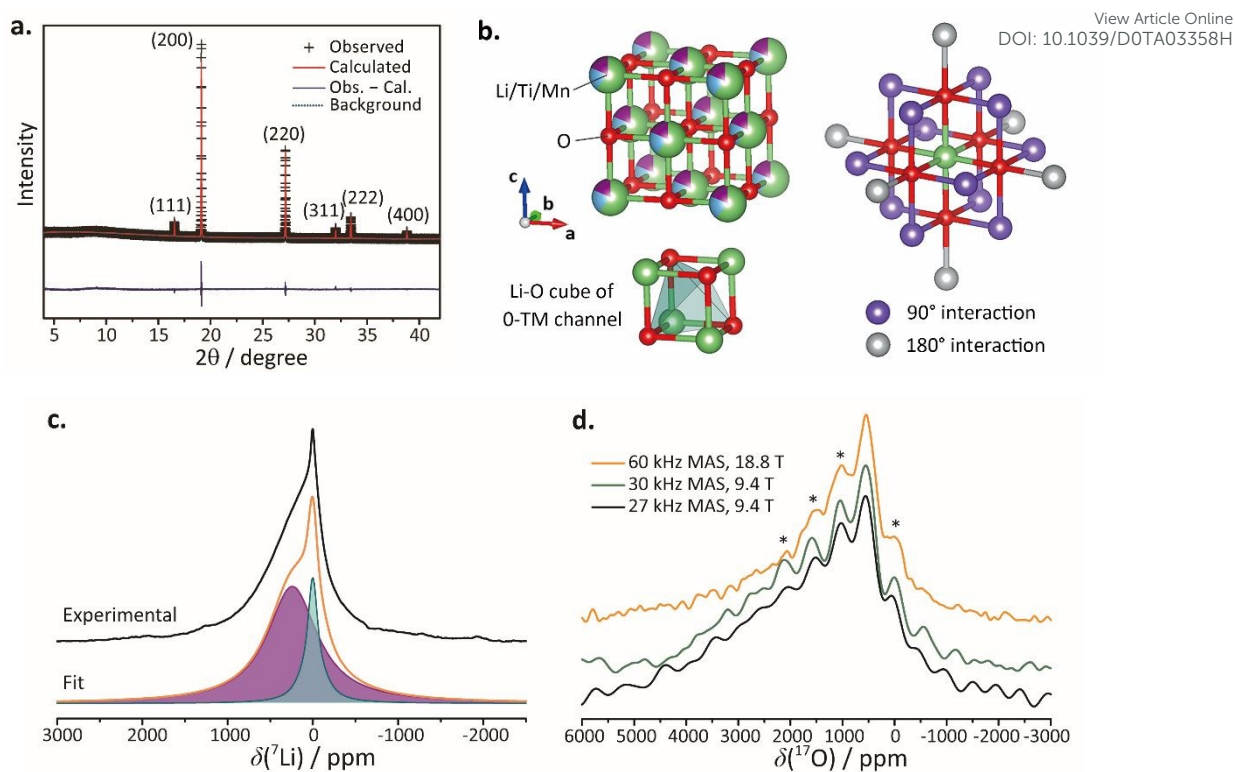 View Article Online
DOI: 10.1039/D0TA03358H
a.
(200)
(220)
(111)
(311)
(222)
(400)
Observed
Calculated
Obs. – Cal.
Background
Intensity
4 10 15 20 25 30 35 40
2θ / degree
b.
Li/Ti/Mn
O
c
b
a
Li-O cube of
0-TM channel
90° interaction
180° interaction
c.
Experimental
Fit
3000 2000 1000 0 -1000 -2000
δ(⁷Li) / ppm
d.
60 kHz MAS, 18.8 T
30 kHz MAS, 9.4 T
27 kHz MAS, 9.4 T
* * * *
6000 5000 4000 3000 2000 1000 0 -1000 -2000 -3000
δ(¹⁷O) / ppm